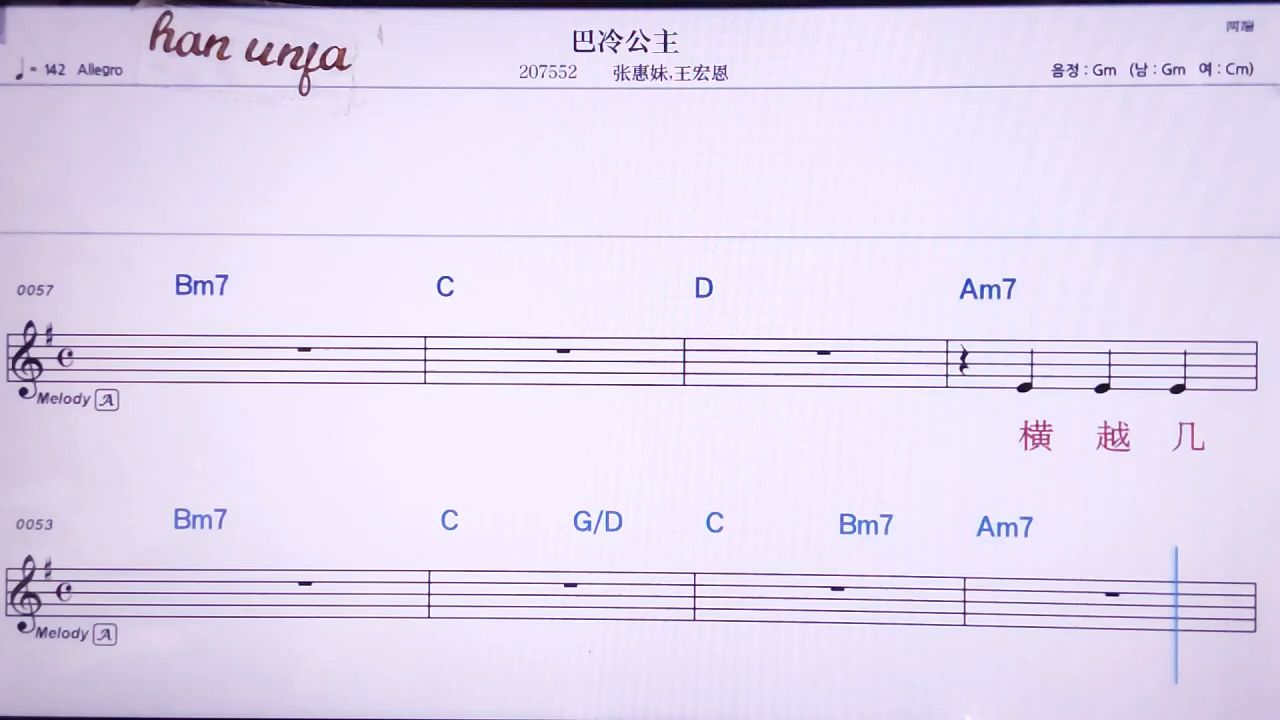 han unfa
巴冷公主
♩= 142 Allegro
207552 张惠妹,王宏恩
음정 : Gm (남 : Gm 여 : Cm)
0057 Bm7 C D Am7
Melody A
横 越 几
0053 Bm7 C G/D C Bm7 Am7
Melody A